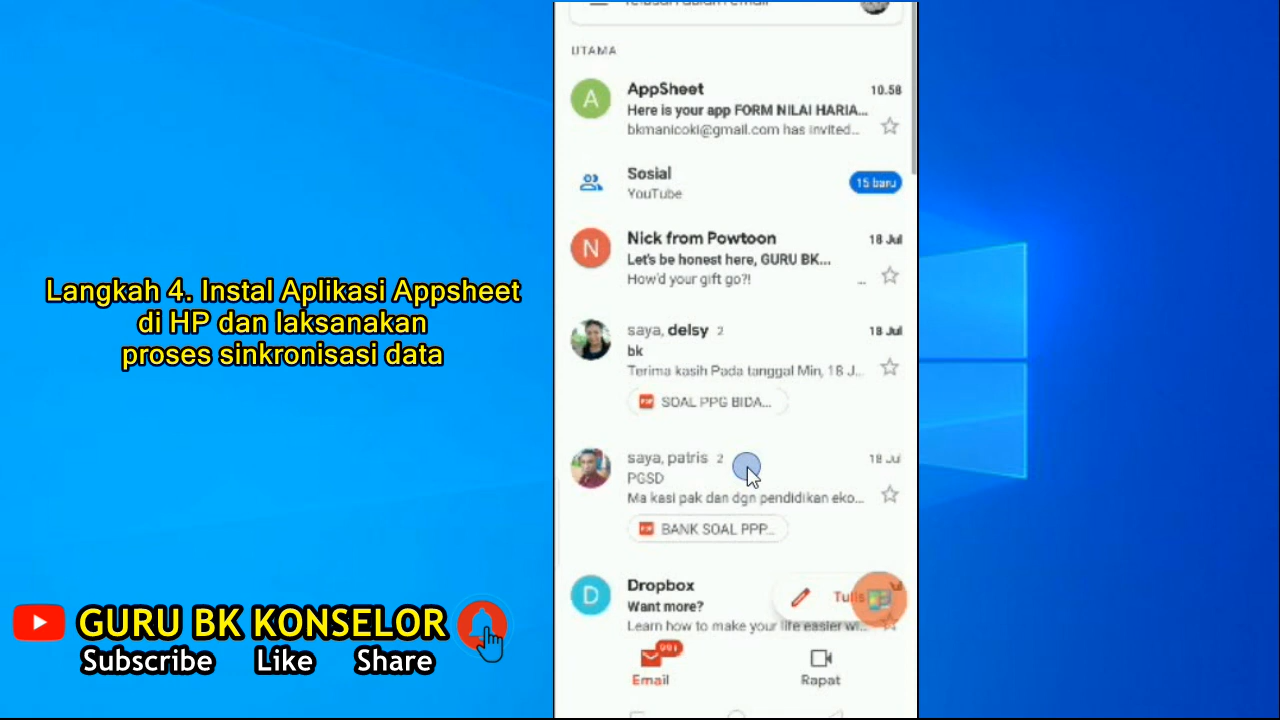 Langkah 4. Instal Aplikasi Appsheet
di HP dan laksanakan
proses sinkronisasi data
GURU BK KONSELOR
Subscribe Like Share
UTAMA
A
AppSheet 10.58
Here is your app FORM NILAI HARIA...
bkmanicoki@gmail.com has invited...
Sosial
YouTube
15 baru
N
Nick from Powtoon 18 Jul
Let's be honest here, GURU BK...
How'd your gift go?! ...
saya, delsy 2 18 Jul
bk
Terima kasih Pada tanggal Min, 18 J...
PDF SOAL PPG BIDA...
saya, patris 2 18 Jul
PGSD
Ma kasi pak dan dgn pendidikan eko...
PDF BANK SOAL PPP...
D
Dropbox
Want more?
Learn how to make your life easier wi...
Tulis
99+
Email Rapat